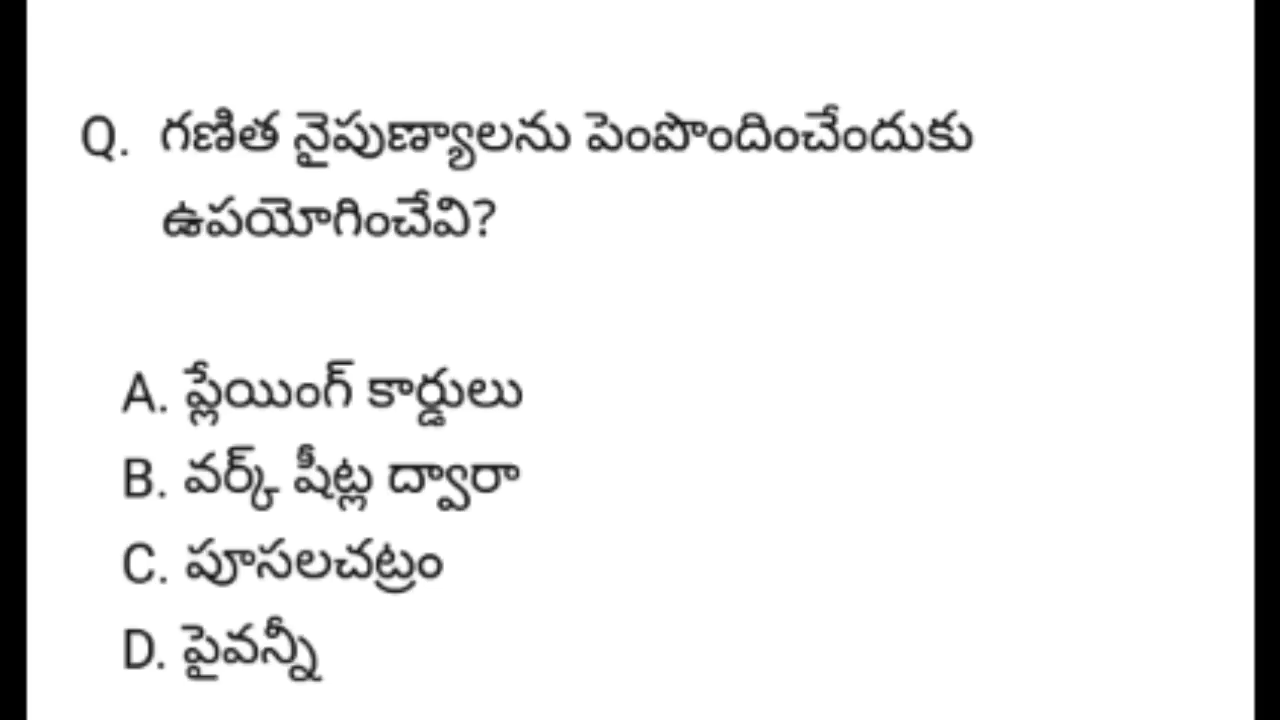 Q. గణిత నైపుణ్యాలను పెంపొందించేందుకు
ఉపయోగించేవి?
A. ప్లేయింగ్ కార్డులు
B. వర్క్ షీట్ల ద్వారా
C. పూసలచట్రం
D. పైవన్నీ